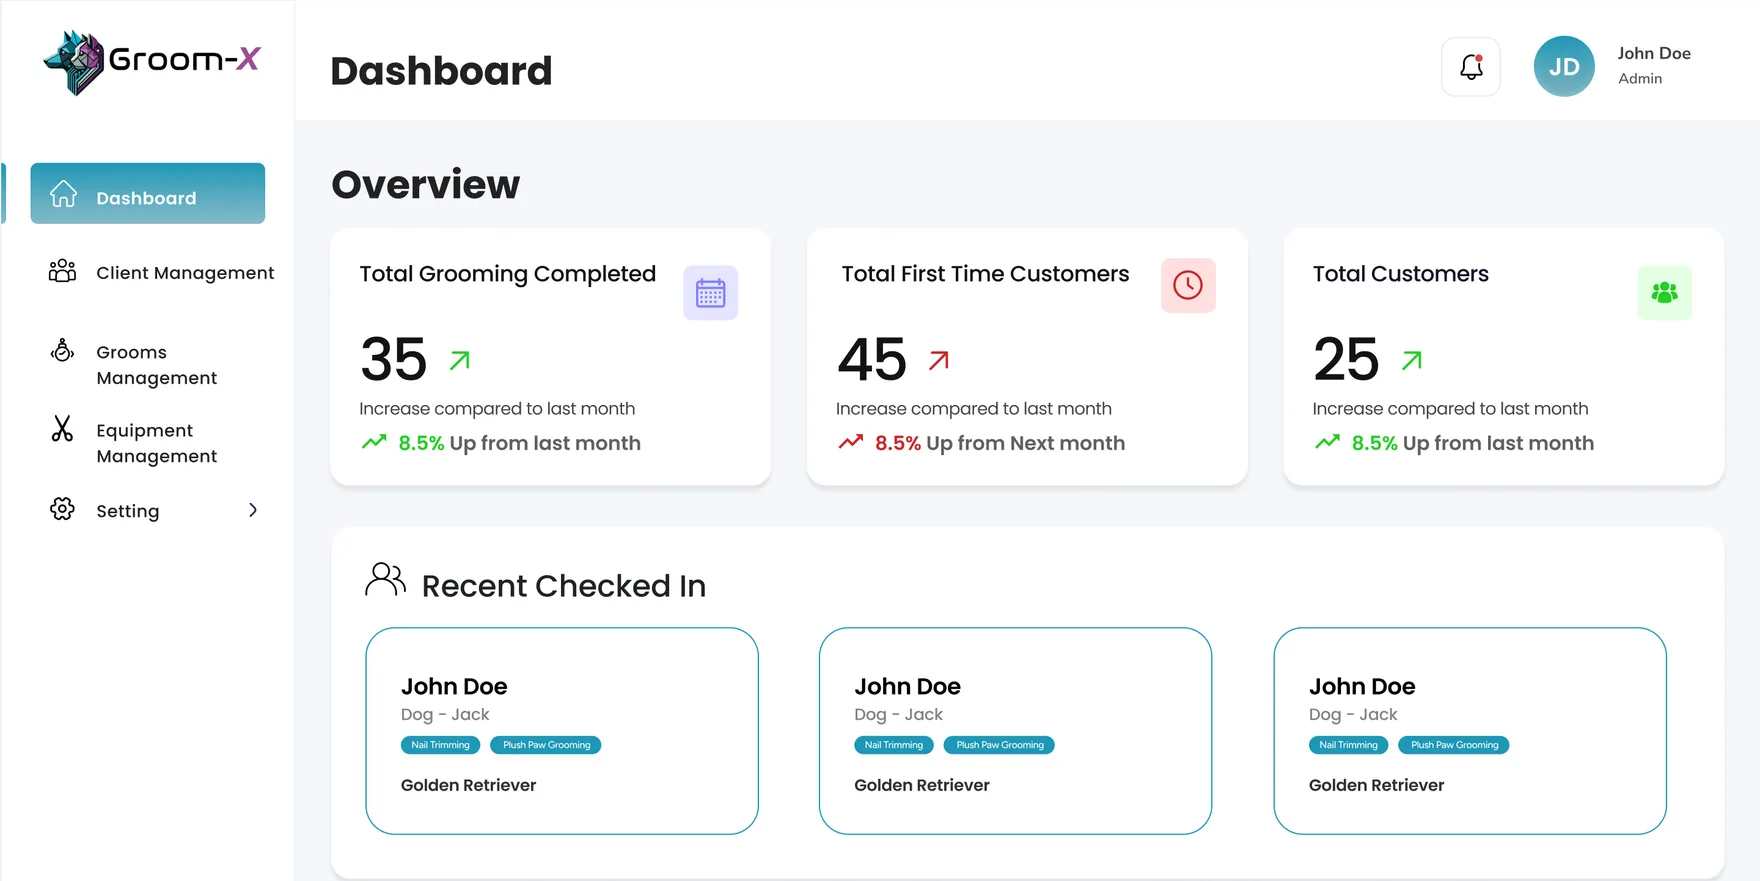 Groom-X
Dashboard
JD
John Doe
Admin
Dashboard
Client Management
Grooms
Management
Equipment
Management
Setting
Overview
Total Grooming Completed
35
Increase compared to last month
8.5% Up from last month
Total First Time Customers
45
Increase compared to last month
8.5% Up from Next month
Total Customers
25
Increase compared to last month
8.5% Up from last month
Recent Checked In
John Doe
Dog - Jack
Nail Trimming
Plush Paw Grooming
Golden Retriever
John Doe
Dog - Jack
Nail Trimming
Plush Paw Grooming
Golden Retriever
John Doe
Dog - Jack
Nail Trimming
Plush Paw Grooming
Golden Retriever